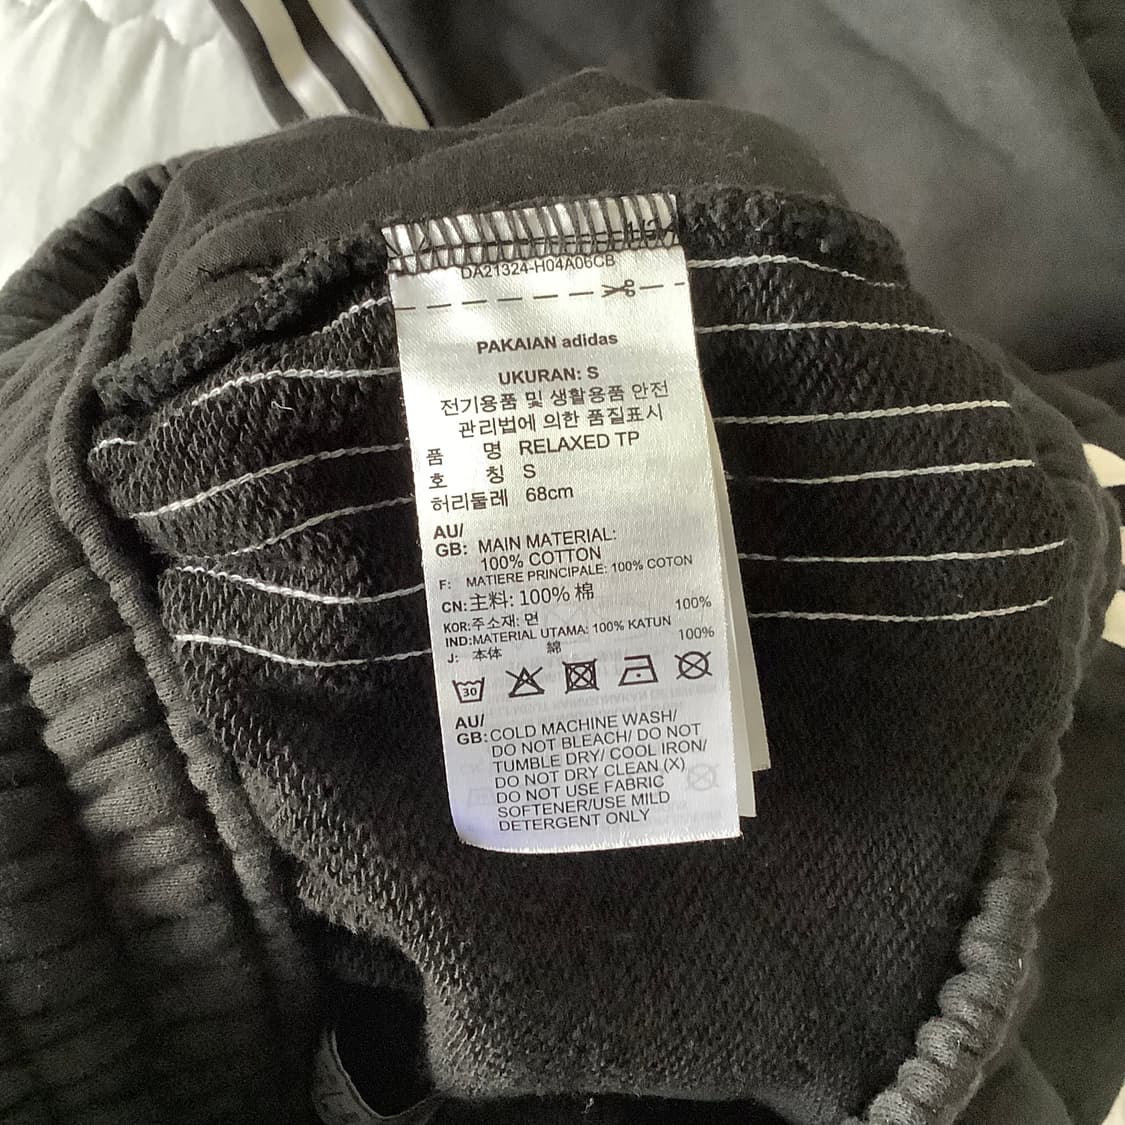 DA21324-H04A06CB
PAKAIAN adidas
UKURAN: S
전기용품 및 생활용품 안전
관리법에 의한 품질표시
품 명 RELAXED TP
호 칭 S
허리둘레 68cm
AU/
GB: MAIN MATERIAL:
100% COTTON
F: MATIERE PRINCIPALE: 100% COTON
CN: 主料: 100% 棉
KOR: 주소재: 면 100%
IND: MATERIAL UTAMA: 100% KATUN
J: 本体 綿 100%
30
AU/
GB: COLD MACHINE WASH/
DO NOT BLEACH/ DO NOT
TUMBLE DRY/ COOL IRON/
DO NOT DRY CLEAN (X)
DO NOT USE FABRIC
SOFTENER/USE MILD
DETERGENT ONLY